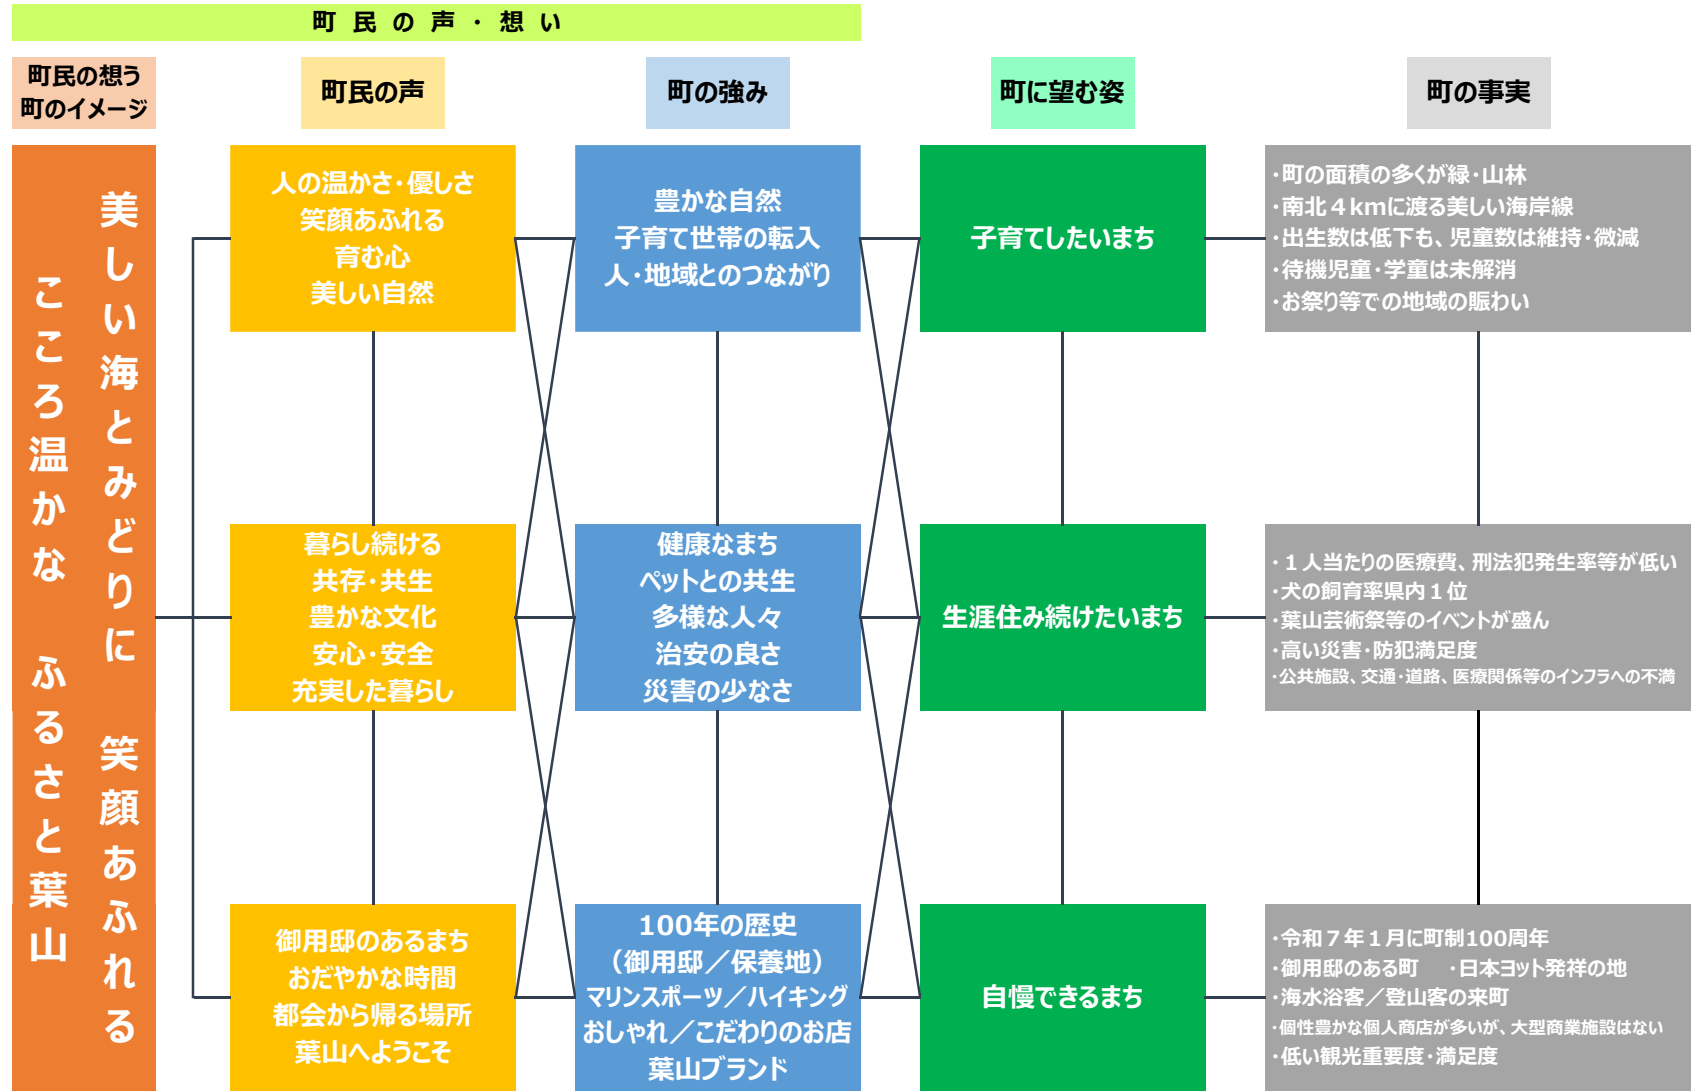 町民の声・想い
町民の想う
町のイメージ
町民の声
町の強み
町に望む姿
町の事実
美しい海とみどりに 笑顔あふれる
こころ温かな ふるさと葉山
人の温かさ・優しさ
笑顔あふれる
育む心
美しい自然
豊かな自然
子育て世帯の転入
人・地域とのつながり
子育てしたいまち
・町の面積の多くが緑・山林
・南北４kmに渡る美しい海岸線
・出生数は低下も、児童数は維持・微減
・待機児童・学童は未解消
・お祭り等での地域の賑わい
暮らし続ける
共存・共生
豊かな文化
安心・安全
充実した暮らし
健康なまち
ペットとの共生
多様な人々
治安の良さ
災害の少なさ
生涯住み続けたいまち
・１人当たりの医療費、刑法犯発生率等が低い
・犬の飼育率県内１位
・葉山芸術祭等のイベントが盛ん
・高い災害・防犯満足度
・公共施設、交通・道路、医療関係等のインフラへの不満
御用邸のあるまち
おだやかな時間
都会から帰る場所
葉山へようこそ
100年の歴史
（御用邸／保養地）
マリンスポーツ／ハイキング
おしゃれ／こだわりのお店
葉山ブランド
自慢できるまち
・令和７年１月に町制100周年
・御用邸のある町 ・日本ヨット発祥の地
・海水浴客／登山客の来町
・個性豊かな個人商店が多いが、大型商業施設はない
・低い観光重要度・満足度